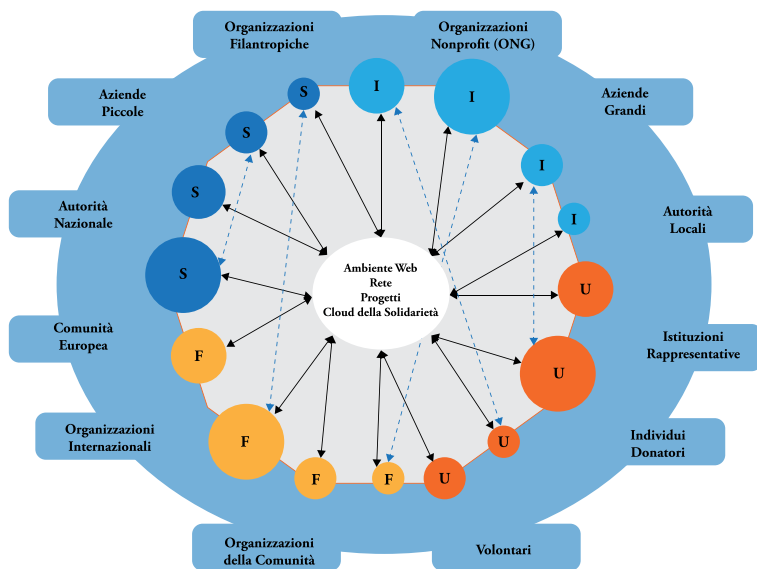 Organizzazioni
Filantropiche
Organizzazioni
Nonprofit (ONG)
Aziende
Piccole
Aziende
Grandi
S
I
I
S
I
S
I
Autorità
Nazionale
Autorità
Locali
S
U
Ambiente Web
Rete
Progetti
Cloud della Solidarietà
Comunità
Europea
Istituzioni
Rappresentative
F
U
Organizzazioni
Internazionali
Individui
Donatori
F
U
F
F
U
Organizzazioni
della Comunità
Volontari